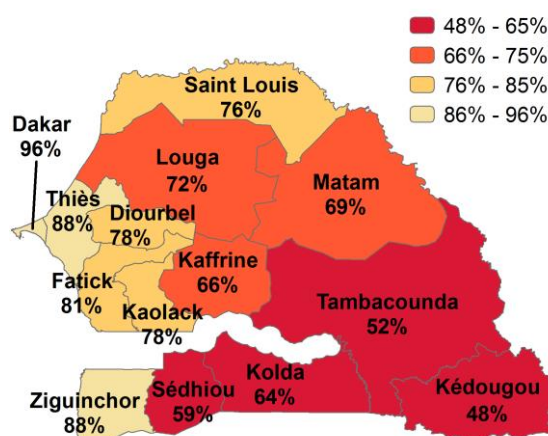 48% - 65%
66% - 75%
76% - 85%
86% - 96%
Saint Louis
76%
Dakar
96%
Louga
72%
Matam
69%
Thiès
88%
Diourbel
78%
Kaffrine
66%
Fatick
81%
Kaolack
78%
Tambacounda
52%
Ziguinchor
88%
Sédhiou
59%
Kolda
64%
Kédougou
48%